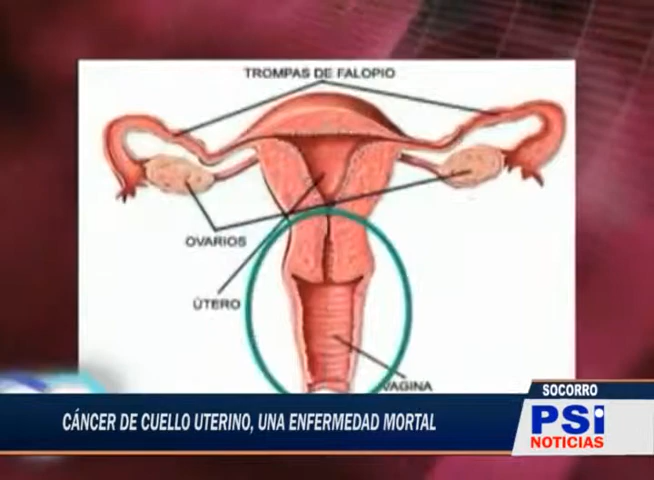 TROMPAS DE FALOPIO
OVARIOS
ÚTERO
VAGINA
SOCORRO
CÁNCER DE CUELLO UTERINO, UNA ENFERMEDAD MORTAL
PSi
NOTICIAS